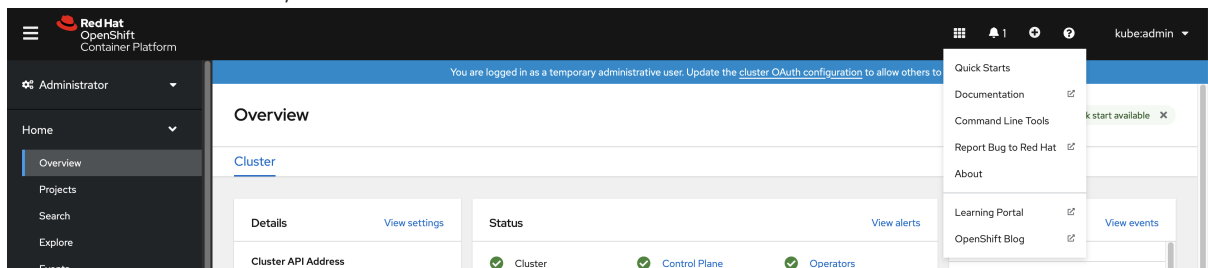 Red Hat
OpenShift
Container Platform
1
kube:admin
Administrator
You are logged in as a temporary administrative user. Update the cluster OAuth configuration to allow others to
Quick Starts
Documentation
Command Line Tools
Report Bug to Red Hat
About
Learning Portal
OpenShift Blog
Home
Overview
Projects
Search
Explore
Overview
k start available
Cluster
Details
View settings
Status
View alerts
View events
Cluster API Address
Cluster
Control Plane
Operators